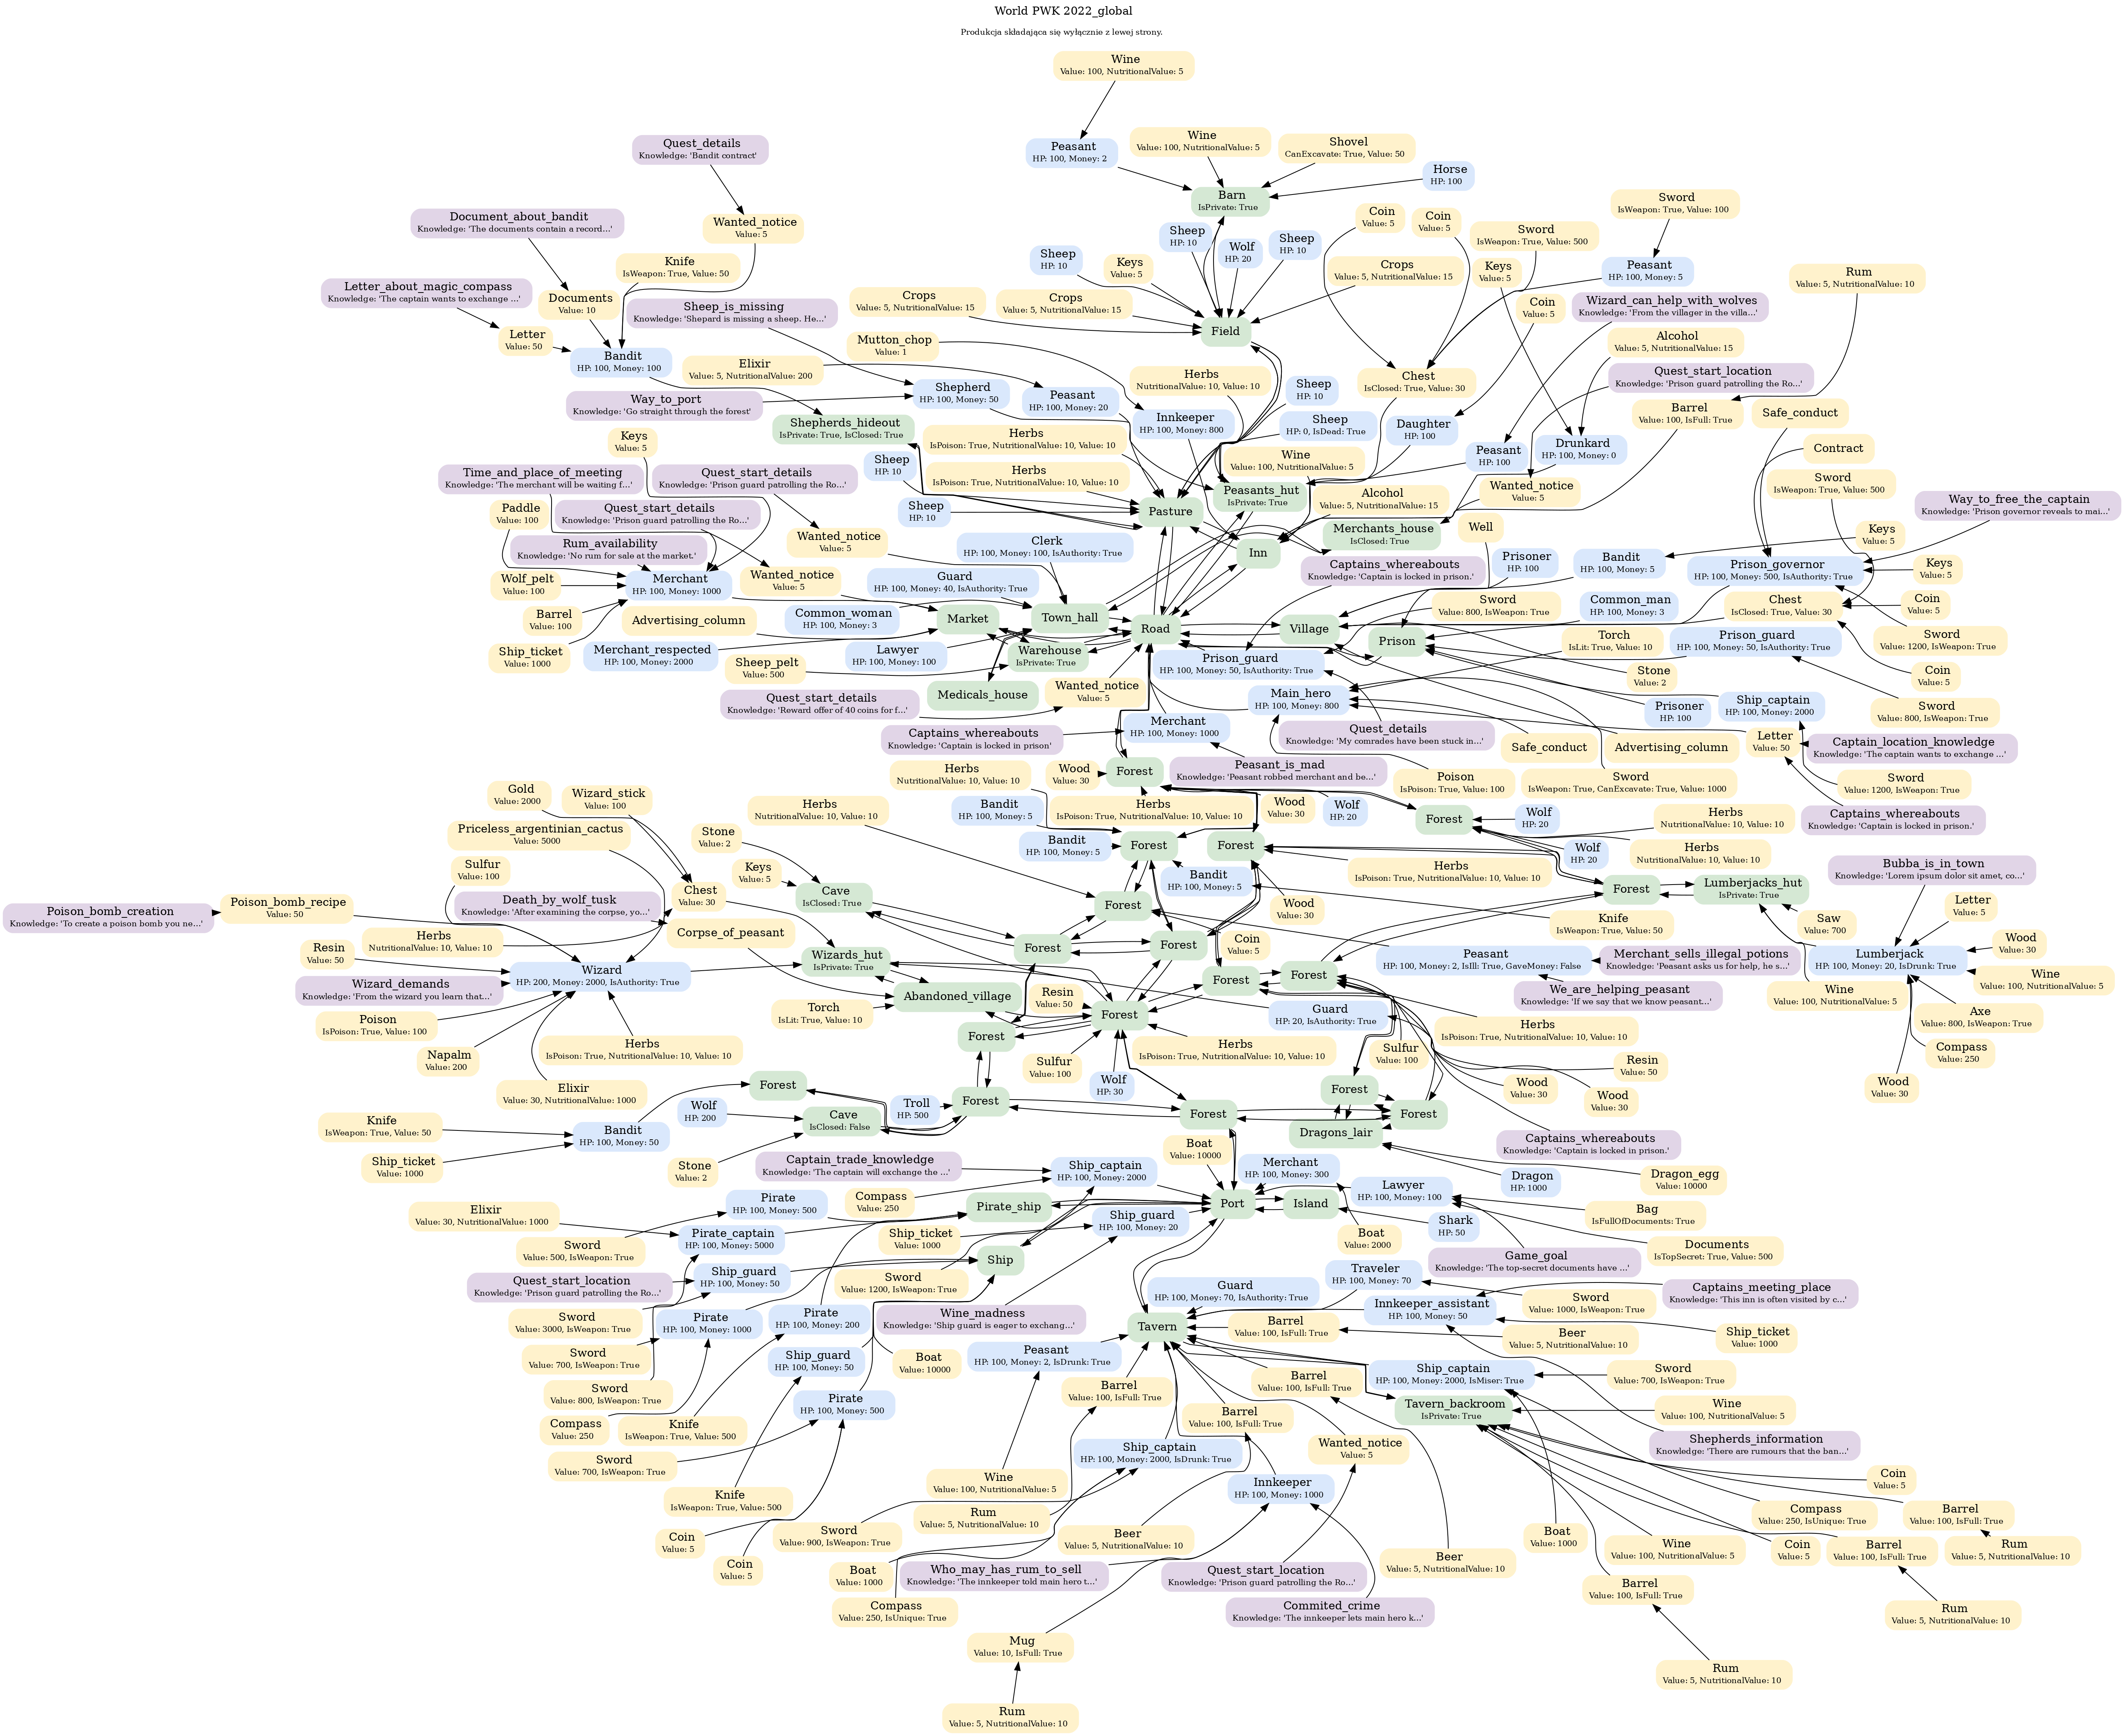 World PWK 2022_global
Produkcja składająca się wyłącznie z lewej strony.
Wine
Value: 100, NutritionalValue: 5
Peasant
HP: 100, Money: 2
Wine
Value: 100, NutritionalValue: 5
Shovel
CanExcavate: True, Value: 50
Horse
HP: 100
Barn
IsPrivate: True
Quest_details
Knowledge: 'Bandit contract'
Document_about_bandit
Knowledge: 'The documents contain a record...'
Wanted_notice
Value: 5
Sword
IsWeapon: True, Value: 100
Coin
Value: 5
Coin
Value: 5
Sword
IsWeapon: True, Value: 500
Sheep
HP: 10
Wolf
HP: 20
Sheep
HP: 10
Sheep
HP: 10
Keys
Value: 5
Knife
IsWeapon: True, Value: 50
Crops
Value: 5, NutritionalValue: 15
Keys
Value: 5
Peasant
HP: 100, Money: 5
Rum
Value: 5, NutritionalValue: 10
Letter_about_magic_compass
Knowledge: 'The captain wants to exchange ...'
Documents
Value: 10
Sheep_is_missing
Knowledge: 'Shepard is missing a sheep. He...'
Crops
Value: 5, NutritionalValue: 15
Crops
Value: 5, NutritionalValue: 15
Field
Coin
Value: 5
Wizard_can_help_with_wolves
Knowledge: 'From the villager in the villa...'
Letter
Value: 50
Bandit
HP: 100, Money: 100
Mutton_chop
Value: 1
Alcohol
Value: 5, NutritionalValue: 15
Elixir
Value: 5, NutritionalValue: 200
Herbs
NutritionalValue: 10, Value: 10
Sheep
HP: 10
Chest
IsClosed: True, Value: 30
Quest_start_location
Knowledge: 'Prison guard patrolling the Ro...'
Way_to_port
Knowledge: 'Go straight through the forest'
Shepherd
HP: 100, Money: 50
Peasant
HP: 100, Money: 20
Barrel
Value: 100, IsFull: True
Safe_conduct
Shepherds_hideout
IsPrivate: True, IsClosed: True
Innkeeper
HP: 100, Money: 800
Sheep
HP: 0, IsDead: True
Daughter
HP: 100
Keys
Value: 5
Herbs
IsPoison: True, NutritionalValue: 10, Value: 10
Peasant
HP: 100
Drunkard
HP: 100, Money: 0
Contract
Time_and_place_of_meeting
Knowledge: 'The merchant will be waiting f...'
Quest_start_details
Knowledge: 'Prison guard patrolling the Ro...'
Sheep
HP: 10
Herbs
IsPoison: True, NutritionalValue: 10, Value: 10
Wine
Value: 100, NutritionalValue: 5
Sword
IsWeapon: True, Value: 500
Paddle
Value: 100
Quest_start_details
Knowledge: 'Prison guard patrolling the Ro...'
Sheep
HP: 10
Pasture
Peasants_hut
IsPrivate: True
Alcohol
Value: 5, NutritionalValue: 15
Wanted_notice
Value: 5
Way_to_free_the_captain
Knowledge: 'Prison governor reveals to mai...'
Wanted_notice
Value: 5
Merchants_house
IsClosed: True
Well
Keys
Value: 5
Rum_availability
Knowledge: 'No rum for sale at the market.'
Clerk
HP: 100, Money: 100, IsAuthority: True
Inn
Captains_whereabouts
Knowledge: 'Captain is locked in prison.'
Prisoner
HP: 100
Bandit
HP: 100, Money: 5
Prison_governor
HP: 100, Money: 500, IsAuthority: True
Keys
Value: 5
Wolf_pelt
Value: 100
Merchant
HP: 100, Money: 1000
Wanted_notice
Value: 5
Guard
HP: 100, Money: 40, IsAuthority: True
Barrel
Value: 100
Advertising_column
Common_woman
HP: 100, Money: 3
Market
Town_hall
Road
Village
Sword
Value: 800, IsWeapon: True
Common_man
HP: 100, Money: 3
Chest
IsClosed: True, Value: 30
Coin
Value: 5
Prison
Ship_ticket
Value: 1000
Merchant_respected
HP: 100, Money: 2000
Lawyer
HP: 100, Money: 100
Warehouse
IsPrivate: True
Torch
IsLit: True, Value: 10
Prison_guard
HP: 100, Money: 50, IsAuthority: True
Sword
Value: 1200, IsWeapon: True
Sheep_pelt
Value: 500
Prison_guard
HP: 100, Money: 50, IsAuthority: True
Stone
Value: 2
Coin
Value: 5
Medicals_house
Wanted_notice
Value: 5
Quest_start_details
Knowledge: 'Reward offer of 40 coins for f...'
Main_hero
HP: 100, Money: 800
Prisoner
HP: 100
Ship_captain
HP: 100, Money: 2000
Sword
Value: 800, IsWeapon: True
Captains_whereabouts
Knowledge: 'Captain is locked in prison'
Merchant
HP: 100, Money: 1000
Quest_details
Knowledge: 'My comrades have been stuck in...'
Safe_conduct
Advertising_column
Letter
Value: 50
Captain_location_knowledge
Knowledge: 'The captain wants to exchange ...'
Herbs
NutritionalValue: 10, Value: 10
Wood
Value: 30
Forest
Peasant_is_mad
Knowledge: 'Peasant robbed merchant and be...'
Poison
IsPoison: True, Value: 100
Sword
IsWeapon: True, CanExcavate: True, Value: 1000
Sword
Value: 1200, IsWeapon: True
Gold
Value: 2000
Wizard_stick
Value: 100
Herbs
NutritionalValue: 10, Value: 10
Bandit
HP: 100, Money: 5
Herbs
IsPoison: True, NutritionalValue: 10, Value: 10
Wood
Value: 30
Wolf
HP: 20
Forest
Wolf
HP: 20
Herbs
NutritionalValue: 10, Value: 10
Captains_whereabouts
Knowledge: 'Captain is locked in prison.'
Priceless_argentinian_cactus
Value: 5000
Stone
Value: 2
Bandit
HP: 100, Money: 5
Forest
Forest
Wolf
HP: 20
Herbs
NutritionalValue: 10, Value: 10
Sulfur
Value: 100
Keys
Value: 5
Bandit
HP: 100, Money: 5
Herbs
IsPoison: True, NutritionalValue: 10, Value: 10
Bubba_is_in_town
Knowledge: 'Lorem ipsum dolor sit amet, co...'
Chest
Value: 30
Cave
IsClosed: True
Forest
Lumberjacks_hut
IsPrivate: True
Poison_bomb_creation
Knowledge: 'To create a poison bomb you ne...'
Poison_bomb_recipe
Value: 50
Death_by_wolf_tusk
Knowledge: 'After examining the corpse, yo...'
Forest
Wood
Value: 30
Knife
IsWeapon: True, Value: 50
Saw
Value: 700
Letter
Value: 5
Herbs
NutritionalValue: 10, Value: 10
Corpse_of_peasant
Forest
Forest
Coin
Value: 5
Wood
Value: 30
Resin
Value: 50
Wizards_hut
IsPrivate: True
Peasant
HP: 100, Money: 2, IsIll: True, GaveMoney: False
Merchant_sells_illegal_potions
Knowledge: 'Peasant asks us for help, he s...'
Lumberjack
HP: 100, Money: 20, IsDrunk: True
Wizard
HP: 200, Money: 2000, IsAuthority: True
Forest
Forest
Wine
Value: 100, NutritionalValue: 5
Wizard_demands
Knowledge: 'From the wizard you learn that...'
Abandoned_village
Resin
Value: 50
We_are_helping_peasant
Knowledge: 'If we say that we know peasant...'
Wine
Value: 100, NutritionalValue: 5
Poison
IsPoison: True, Value: 100
Torch
IsLit: True, Value: 10
Forest
Guard
HP: 20, IsAuthority: True
Axe
Value: 800, IsWeapon: True
Forest
Herbs
IsPoison: True, NutritionalValue: 10, Value: 10
Napalm
Value: 200
Herbs
IsPoison: True, NutritionalValue: 10, Value: 10
Herbs
IsPoison: True, NutritionalValue: 10, Value: 10
Sulfur
Value: 100
Compass
Value: 250
Sulfur
Value: 100
Resin
Value: 50
Elixir
Value: 30, NutritionalValue: 1000
Forest
Wolf
HP: 30
Forest
Wood
Value: 30
Wood
Value: 30
Wood
Value: 30
Forest
Troll
HP: 500
Wolf
HP: 200
Cave
IsClosed: False
Forest
Forest
Knife
IsWeapon: True, Value: 50
Bandit
HP: 100, Money: 50
Dragons_lair
Captains_whereabouts
Knowledge: 'Captain is locked in prison.'
Ship_ticket
Value: 1000
Stone
Value: 2
Captain_trade_knowledge
Knowledge: 'The captain will exchange the ...'
Ship_captain
HP: 100, Money: 2000
Boat
Value: 10000
Merchant
HP: 100, Money: 300
Dragon
HP: 1000
Dragon_egg
Value: 10000
Pirate
HP: 100, Money: 500
Compass
Value: 250
Pirate_ship
Port
Island
Lawyer
HP: 100, Money: 100
Elixir
Value: 30, NutritionalValue: 1000
Bag
IsFullOfDocuments: True
Ship_guard
HP: 100, Money: 20
Shark
HP: 50
Pirate_captain
HP: 100, Money: 5000
Ship_ticket
Value: 1000
Boat
Value: 2000
Sword
Value: 500, IsWeapon: True
Documents
IsTopSecret: True, Value: 500
Ship
Game_goal
Knowledge: 'The top-secret documents have ...'
Ship_guard
HP: 100, Money: 50
Sword
Value: 1200, IsWeapon: True
Traveler
HP: 100, Money: 70
Quest_start_location
Knowledge: 'Prison guard patrolling the Ro...'
Guard
HP: 100, Money: 70, IsAuthority: True
Captains_meeting_place
Knowledge: 'This inn is often visited by c...'
Sword
Value: 1000, IsWeapon: True
Sword
Value: 3000, IsWeapon: True
Pirate
HP: 100, Money: 1000
Pirate
HP: 100, Money: 200
Wine_madness
Knowledge: 'Ship guard is eager to exchang...'
Innkeeper_assistant
HP: 100, Money: 50
Tavern
Barrel
Value: 100, IsFull: True
Beer
Value: 5, NutritionalValue: 10
Ship_ticket
Value: 1000
Sword
Value: 700, IsWeapon: True
Ship_guard
HP: 100, Money: 50
Boat
Value: 10000
Peasant
HP: 100, Money: 2, IsDrunk: True
Ship_captain
HP: 100, Money: 2000, IsMiser: True
Sword
Value: 700, IsWeapon: True
Sword
Value: 800, IsWeapon: True
Barrel
Value: 100, IsFull: True
Barrel
Value: 100, IsFull: True
Pirate
HP: 100, Money: 500
Tavern_backroom
IsPrivate: True
Wine
Value: 100, NutritionalValue: 5
Compass
Value: 250
Knife
IsWeapon: True, Value: 500
Barrel
Value: 100, IsFull: True
Wanted_notice
Value: 5
Shepherds_information
Knowledge: 'There are rumours that the ban...'
Sword
Value: 700, IsWeapon: True
Ship_captain
HP: 100, Money: 2000, IsDrunk: True
Wine
Value: 100, NutritionalValue: 5
Innkeeper
HP: 100, Money: 1000
Coin
Value: 5
Knife
IsWeapon: True, Value: 500
Rum
Value: 5, NutritionalValue: 10
Compass
Value: 250, IsUnique: True
Barrel
Value: 100, IsFull: True
Coin
Value: 5
Sword
Value: 900, IsWeapon: True
Beer
Value: 5, NutritionalValue: 10
Boat
Value: 1000
Wine
Value: 100, NutritionalValue: 5
Coin
Value: 5
Barrel
Value: 100, IsFull: True
Rum
Value: 5, NutritionalValue: 10
Coin
Value: 5
Boat
Value: 1000
Who_may_has_rum_to_sell
Knowledge: 'The innkeeper told main hero t...'
Quest_start_location
Knowledge: 'Prison guard patrolling the Ro...'
Beer
Value: 5, NutritionalValue: 10
Barrel
Value: 100, IsFull: True
Compass
Value: 250, IsUnique: True
Commited_crime
Knowledge: 'The innkeeper lets main hero k...'
Rum
Value: 5, NutritionalValue: 10
Mug
Value: 10, IsFull: True
Rum
Value: 5, NutritionalValue: 10
Rum
Value: 5, NutritionalValue: 10